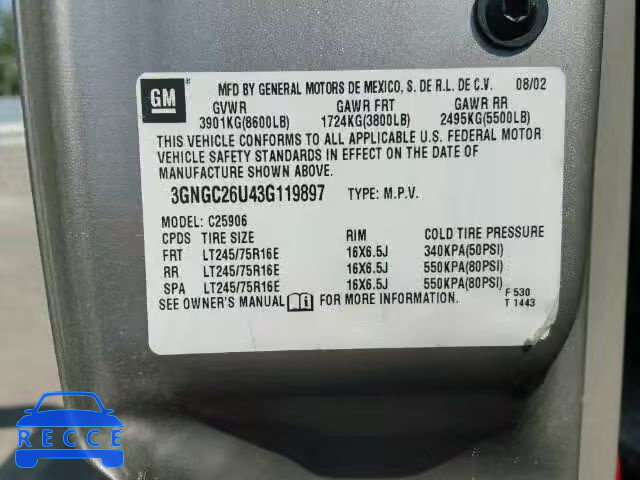 GM
MFD BY GENERAL MOTORS DE MEXICO, S. DE R.L. DE C.V. 08/02
GVWR GAWR FRT GAWR RR
3901KG(8600LB) 1724KG(3800LB) 2495KG(5500LB)
THIS VEHICLE CONFORMS TO ALL APPLICABLE U.S. FEDERAL MOTOR
VEHICLE SAFETY STANDARDS IN EFFECT ON THE DATE OF
MANUFACTURE SHOWN ABOVE.
3GNGC26U43G119897 TYPE: M.P.V.
MODEL: C25906
CPDS TIRE SIZE RIM COLD TIRE PRESSURE
FRT LT245/75R16E 16X6.5J 340KPA(50PSI)
RR LT245/75R16E 16X6.5J 550KPA(80PSI)
SPA LT245/75R16E 16X6.5J 550KPA(80PSI)
SEE OWNER'S MANUAL FOR MORE INFORMATION.
F 530
T 1443
RECCE